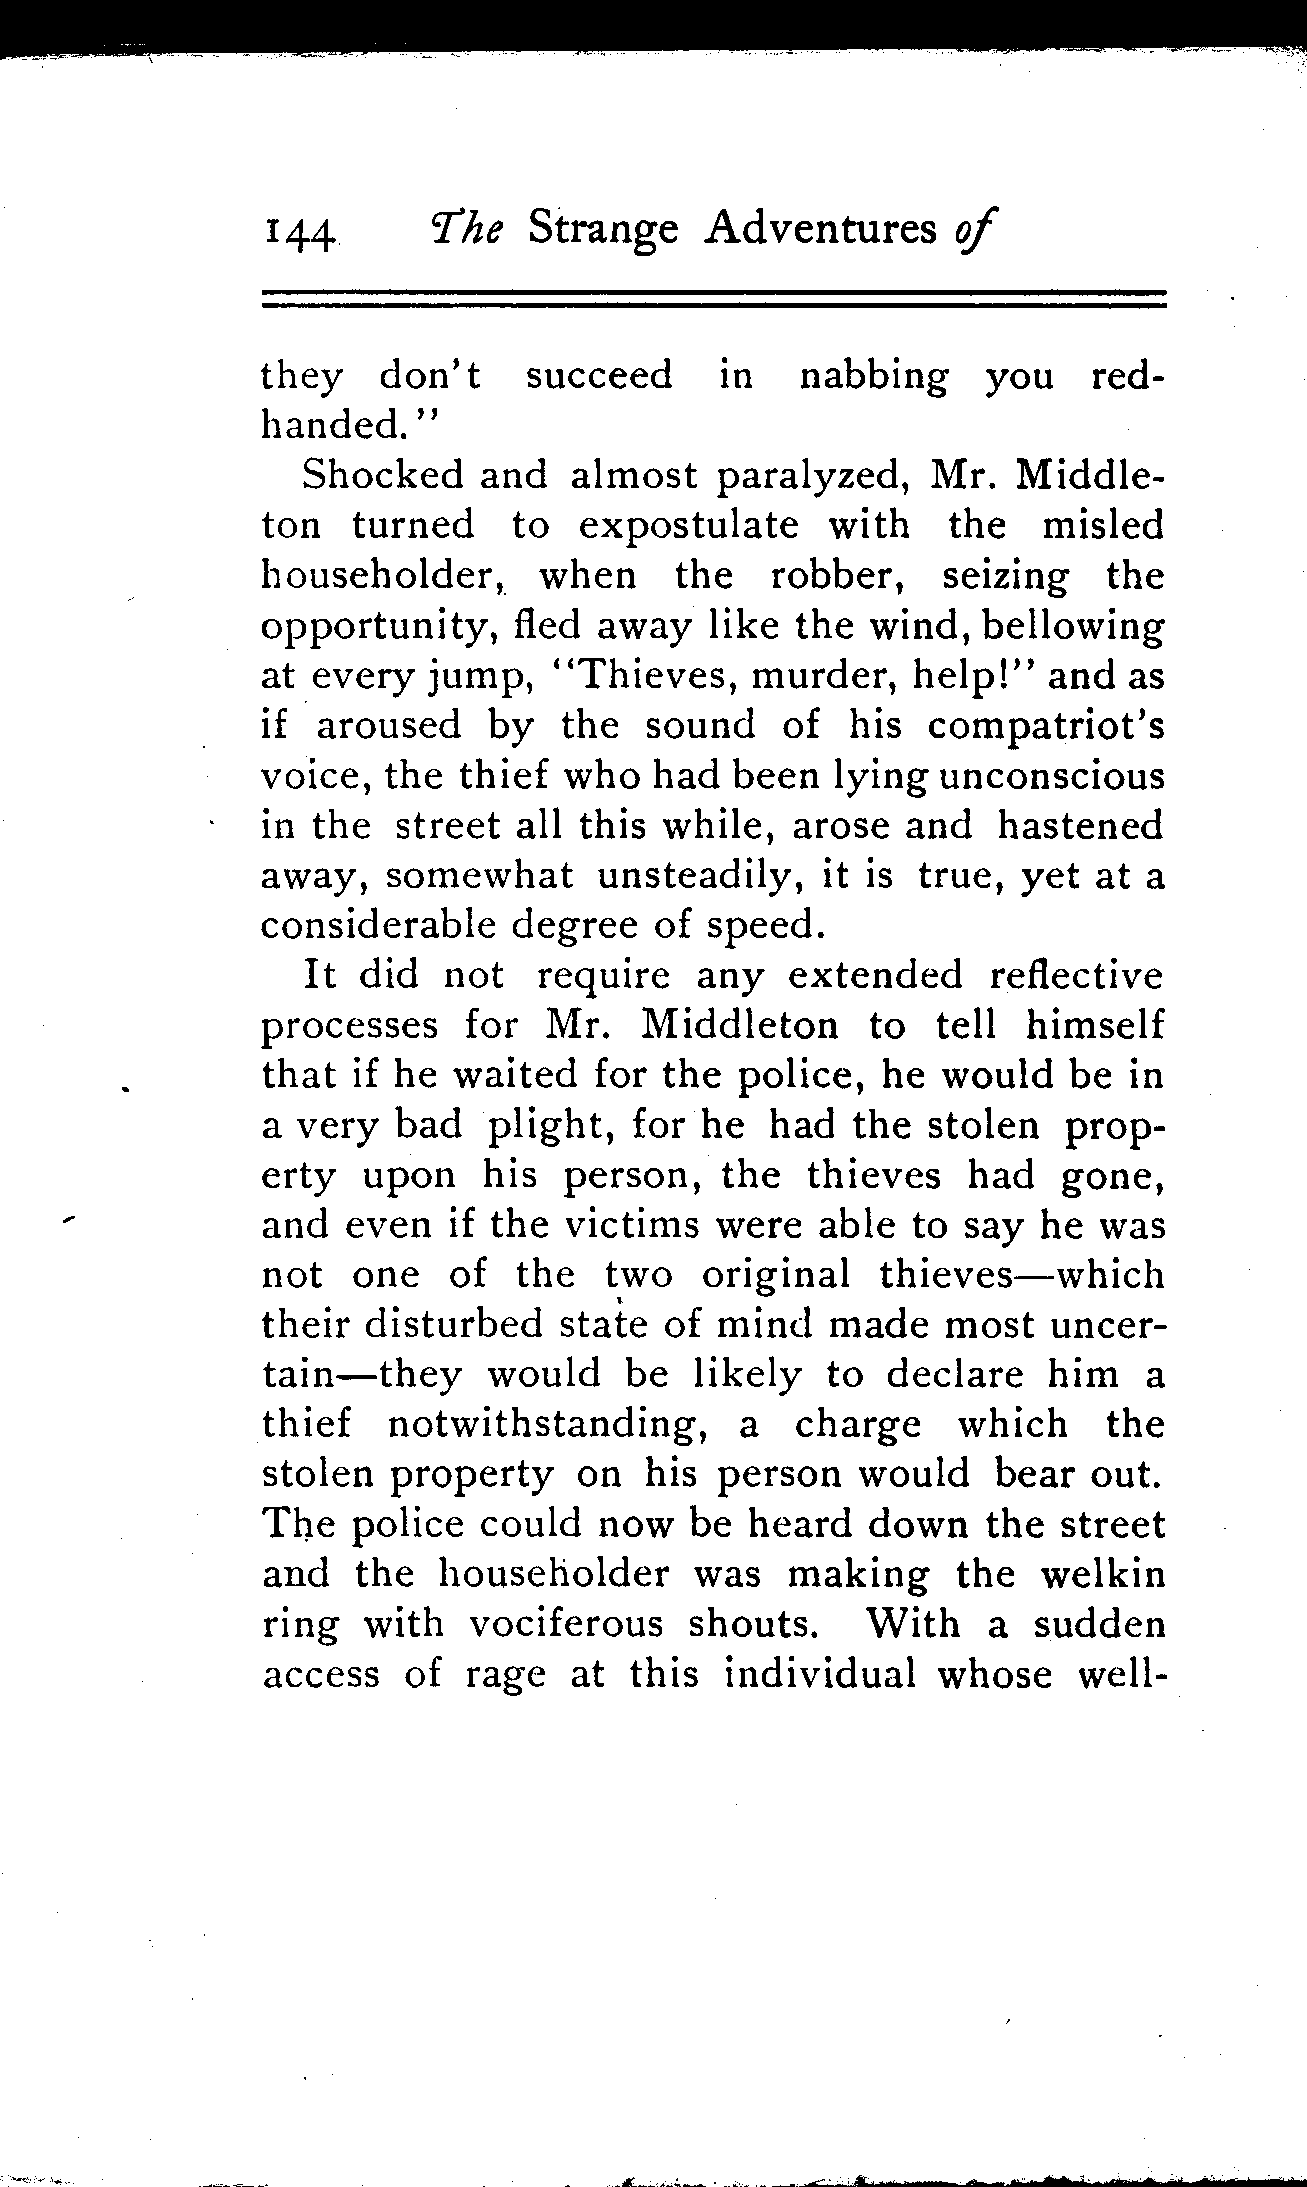 144 The Strange Adventures of
they don't succeed in nabbing you red-
handed."
Shocked and almost paralyzed, Mr. Middle-
ton turned to expostulate with the misled
householder, when the robber, seizing the
opportunity, fled away like the wind, bellowing
at every jump, "Thieves, murder, help!" and as
if aroused by the sound of his compatriot's
voice, the thief who had been lying unconscious
in the street all this while, arose and hastened
away, somewhat unsteadily, it is true, yet at a
considerable degree of speed.
It did not require any extended reflective
processes for Mr. Middleton to tell himself
that if he waited for the police, he would be in
a very bad plight, for he had the stolen prop-
erty upon his person, the thieves had gone,
and even if the victims were able to say he was
not one of the two original thieves—which
their disturbed state of mind made most uncer-
tain—they would be likely to declare him a
thief notwithstanding, a charge which the
stolen property on his person would bear out.
The police could now be heard down the street
and the householder was making the welkin
ring with vociferous shouts. With a sudden
access of rage at this individual whose well-